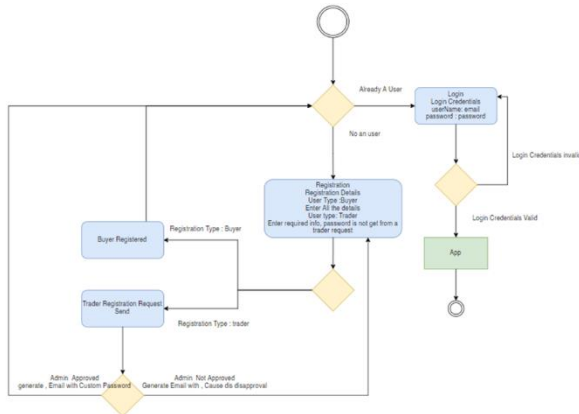 Already A User
Login
Login Credentials
userName: email
password : password
No an user
Login Credentials invalid
Registration
Registration Details
User Type :Buyer
Enter All the details
User type: Trader
Enter required info, password is not get from a
trader request
Login Credentials Valid
Registration Type : Buyer
Buyer Registered
App
Trader Registration Request
Send
Registration Type : trader
Admin Approved
generate , Email with Custom Password
Admin Not Approved
Generate Email with , Cause dis disapproval